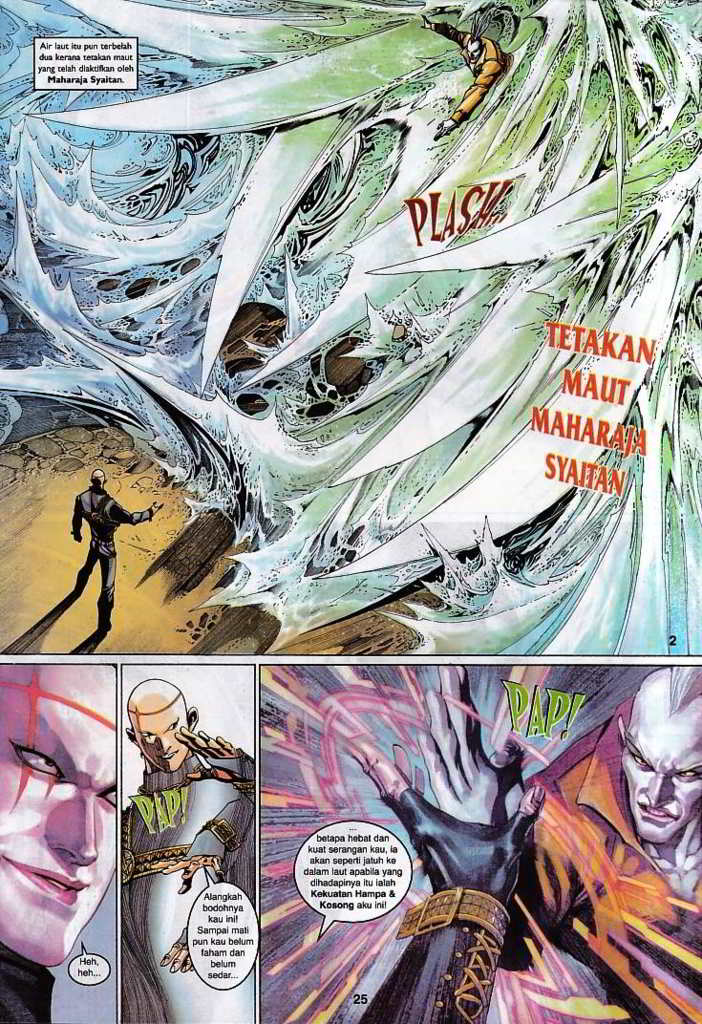 Air laut itu pun terbelah
dua kerana tetakan maut
yang telah diaktifkan oleh
Maharaja Syaitan.
PLASH...
TETAKAN
MAUT
MAHARAJA
SYAITAN
2
Heh,
heh...
PAP!
Alangkah
bodohnya
kau ini!
Sampai mati
pun kau belum
faham dan
belum
sedar...
PAP!
...
betapa hebat dan
kuat serangan kau, ia
akan seperti jatuh ke
dalam laut apabila yang
dihadapinya itu ialah
Kekuatan Hampa &
Kosong aku ini!
25